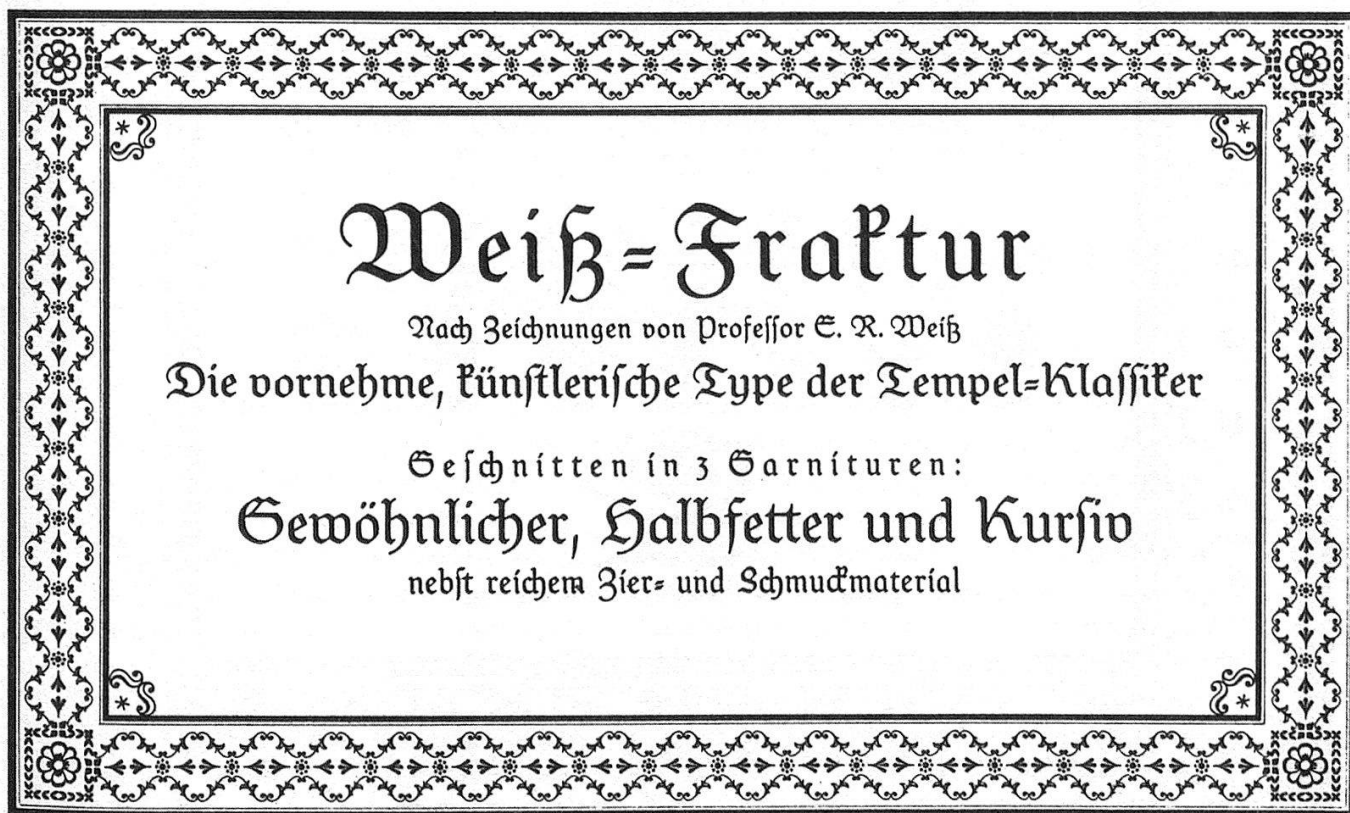 Weiß-Fraktur
Nach Zeichnungen von Professor E. R. Weiß
Die vornehme, künstlerische Type der Tempel-Klassiker
Geschnitten in 3 Garnituren:
Gewöhnlicher, Halbfetter und Kursiv
nebst reichem Zier- und Schmuckmaterial